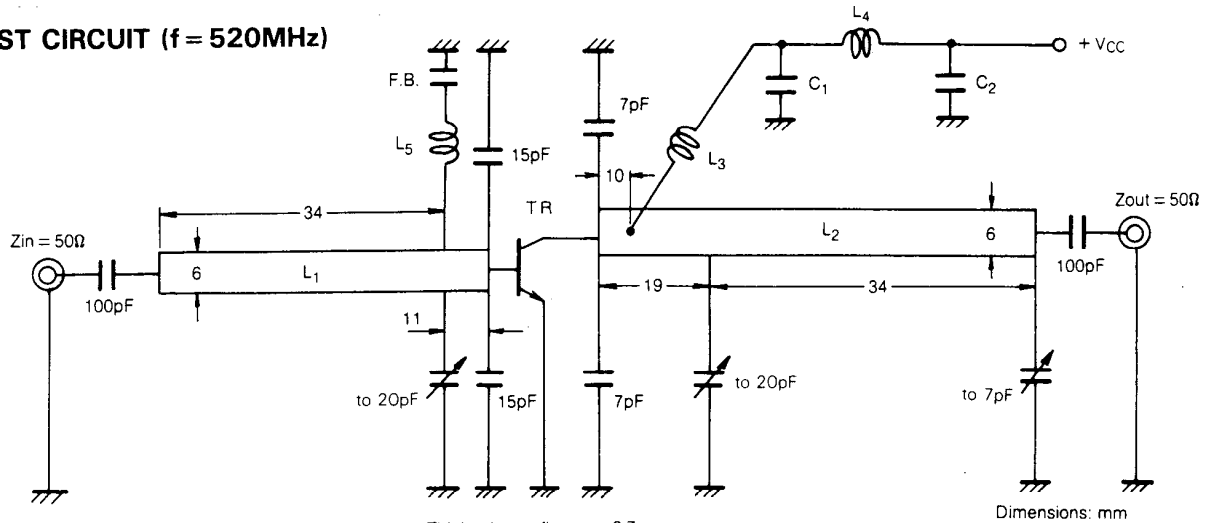 ST CIRCUIT (f = 520MHz)
L4
+ VCC
C1
C2
F.B.
7pF
L5
15pF
L3
10
34
TR
Zin = 50Ω
6
L1
L2
6
Zout = 50Ω
100pF
100pF
19
34
11
to 20pF
15pF
7pF
to 20pF
to 7pF
Dimensions: mm